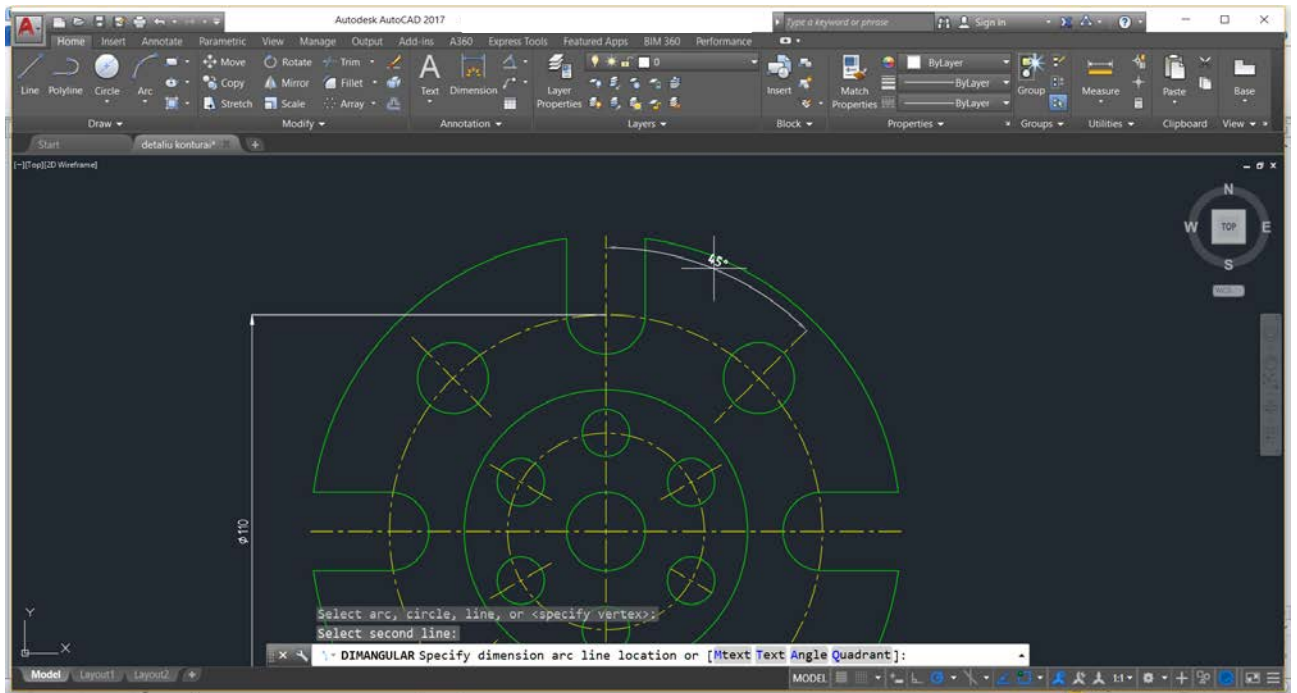 Autodesk AutoCAD 2017
Type a keyword or phrase
Sign In
Home Insert Annotate Parametric View Manage Output Add-ins A360 Express Tools Featured Apps BIM 360 Performance
Line Polyline Circle Arc
Move Rotate Trim
Copy Mirror Fillet
Stretch Scale Array
Text Dimension
Layer Properties
0
Insert
Match Properties
ByLayer
ByLayer
ByLayer
Group
Measure
Paste
Base
Draw Modify Annotation Layers Block Properties Groups Utilities Clipboard View
Start detaliu konturai*
[-][Top][2D Wireframe]
N
W TOP E
S
WCS
45°
⌀110
Y
X
Select arc, circle, line, or <specify vertex>:
Select second line:
DIMANGULAR Specify dimension arc line location or [Mtext Text Angle Quadrant]:
Model Layout1 Layout2 +
MODEL 1:1